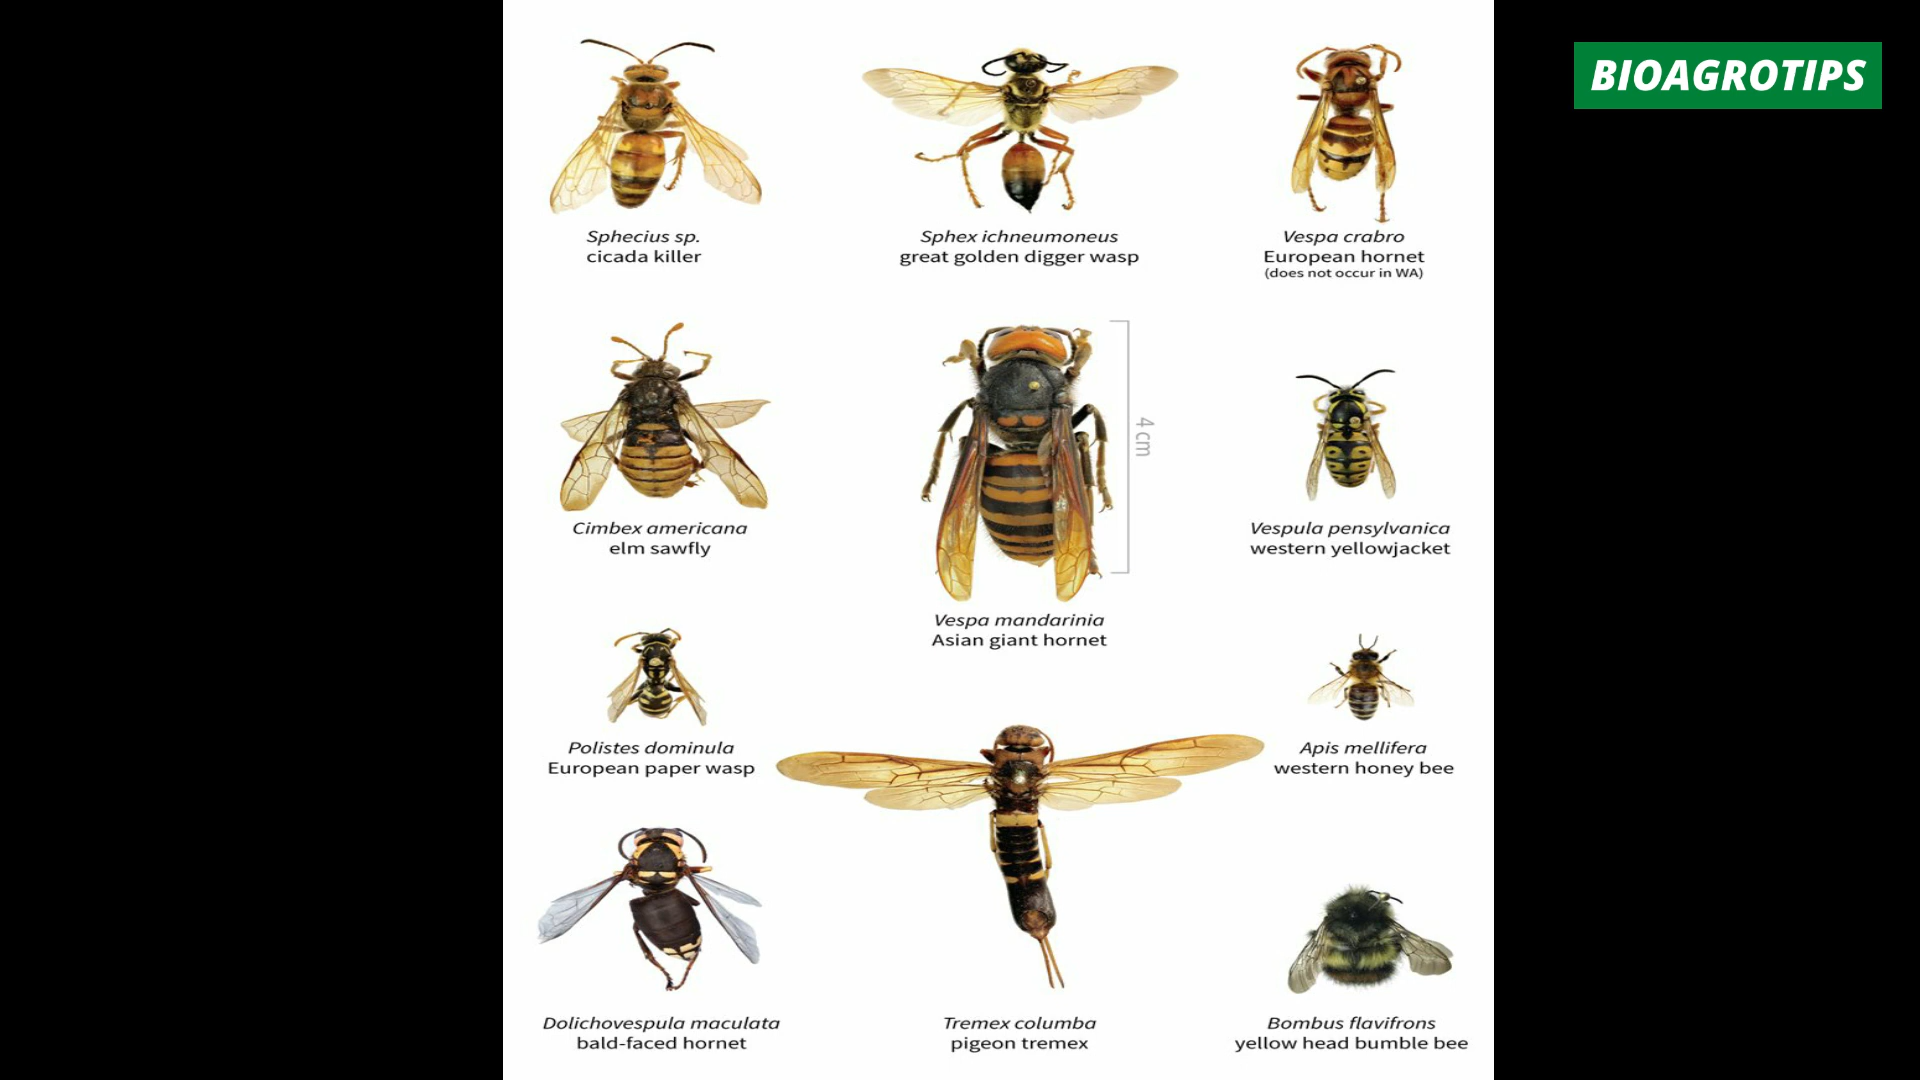 BIOAGROTIPS
Sphecius sp.
cicada killer
Sphex ichneumoneus
great golden digger wasp
Vespa crabro
European hornet
(does not occur in WA)
Cimbex americana
elm sawfly
4 cm
Vespa mandarinia
Asian giant hornet
Vespula pensylvanica
western yellowjacket
Polistes dominula
European paper wasp
Apis mellifera
western honey bee
Dolichovespula maculata
bald-faced hornet
Tremex columba
pigeon tremex
Bombus flavifrons
yellow head bumble bee